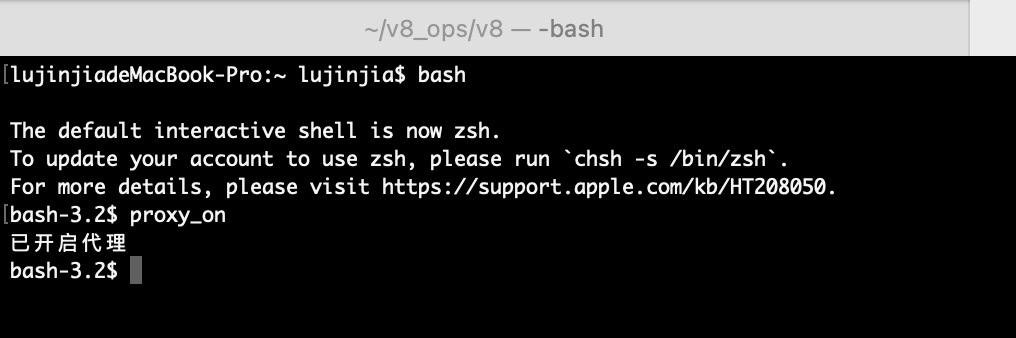 ~/v8_ops/v8 — -bash
[lujinjiadeMacBook-Pro:~ lujinjia$ bash
The default interactive shell is now zsh.
To update your account to use zsh, please run `chsh -s /bin/zsh`.
For more details, please visit https://support.apple.com/kb/HT208050.
[bash-3.2$ proxy_on
已开启代理
bash-3.2$